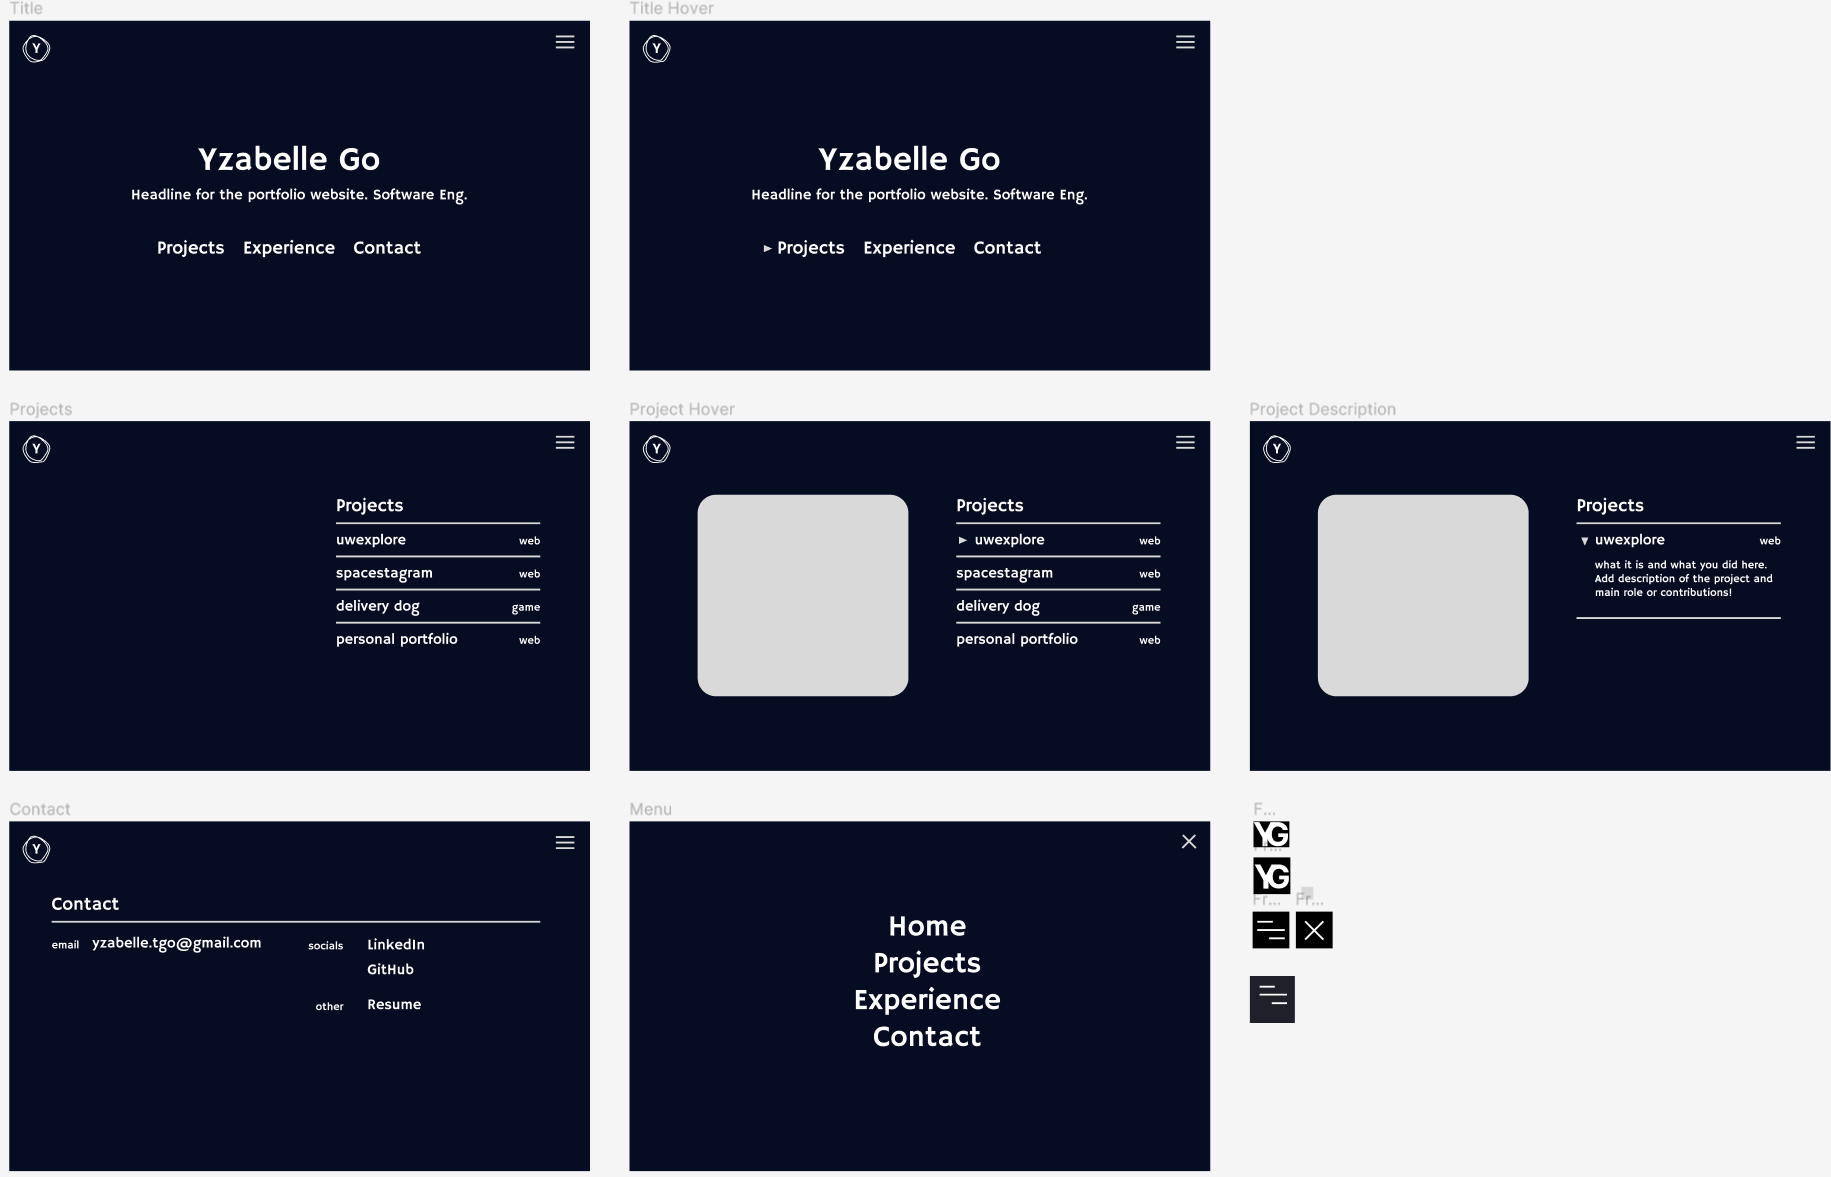 Title
Y
Yzabelle Go
Headline for the portfolio website. Software Eng.
Projects Experience Contact
Title Hover
Y
Yzabelle Go
Headline for the portfolio website. Software Eng.
Projects Experience Contact
Projects
Y
Projects
uwexplore web
spacestagram web
delivery dog game
personal portfolio web
Project Hover
Y
Projects
uwexplore web
spacestagram web
delivery dog game
personal portfolio web
Project Description
Y
Projects
uwexplore web
what it is and what you did here.
Add description of the project and
main role or contributions!
Contact
Y
Contact
email yzabelle.tgo@gmail.com
socials LinkedIn
GitHub
other Resume
Menu
Home
Projects
Experience
Contact
F...
YG
YG
Fr... Fr...